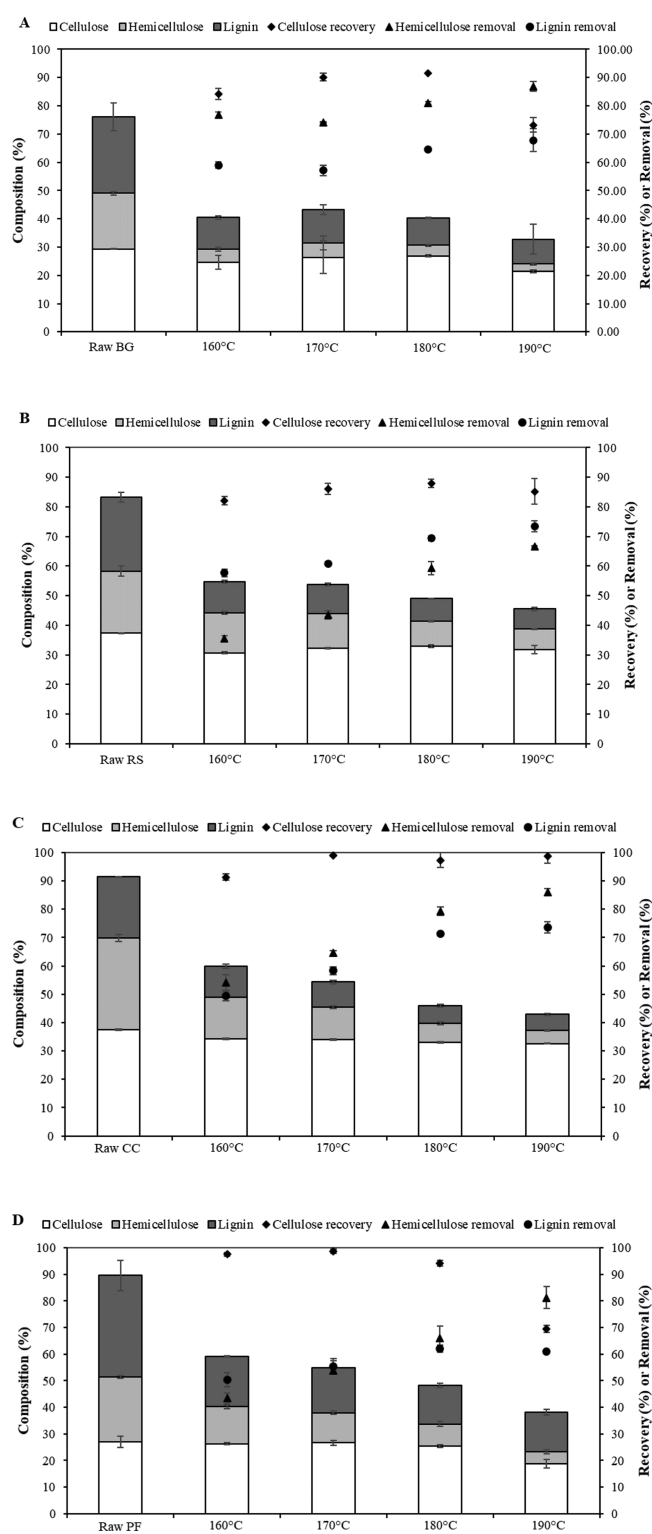 A
Cellulose Hemicellulose Lignin Cellulose recovery Hemicellulose removal Lignin removal
100 100.00
90 90.00
80 80.00
70 70.00
60 60.00
50 50.00
40 40.00
30 30.00
20 20.00
10 10.00
0 0.00
Composition (%)
Recovery (%) or Removal (%)
Raw BG 160°C 170°C 180°C 190°C
B
Cellulose Hemicellulose Lignin Cellulose recovery Hemicellulose removal Lignin removal
100 100
90 90
80 80
70 70
60 60
50 50
40 40
30 30
20 20
10 10
0 0
Composition (%)
Recovery (%) or Removal (%)
Raw RS 160°C 170°C 180°C 190°C
C
Cellulose Hemicellulose Lignin Cellulose recovery Hemicellulose removal Lignin removal
100 100
90 90
80 80
70 70
60 60
50 50
40 40
30 30
20 20
10 10
0 0
Composition (%)
Recovery (%) or Removal (%)
Raw CC 160°C 170°C 180°C 190°C
D
Cellulose Hemicellulose Lignin Cellulose recovery Hemicellulose removal Lignin removal
100 100
90 90
80 80
70 70
60 60
50 50
40 40
30 30
20 20
10 10
0 0
Composition (%)
Recovery (%) or Removal (%)
Raw PF 160°C 170°C 180°C 190°C